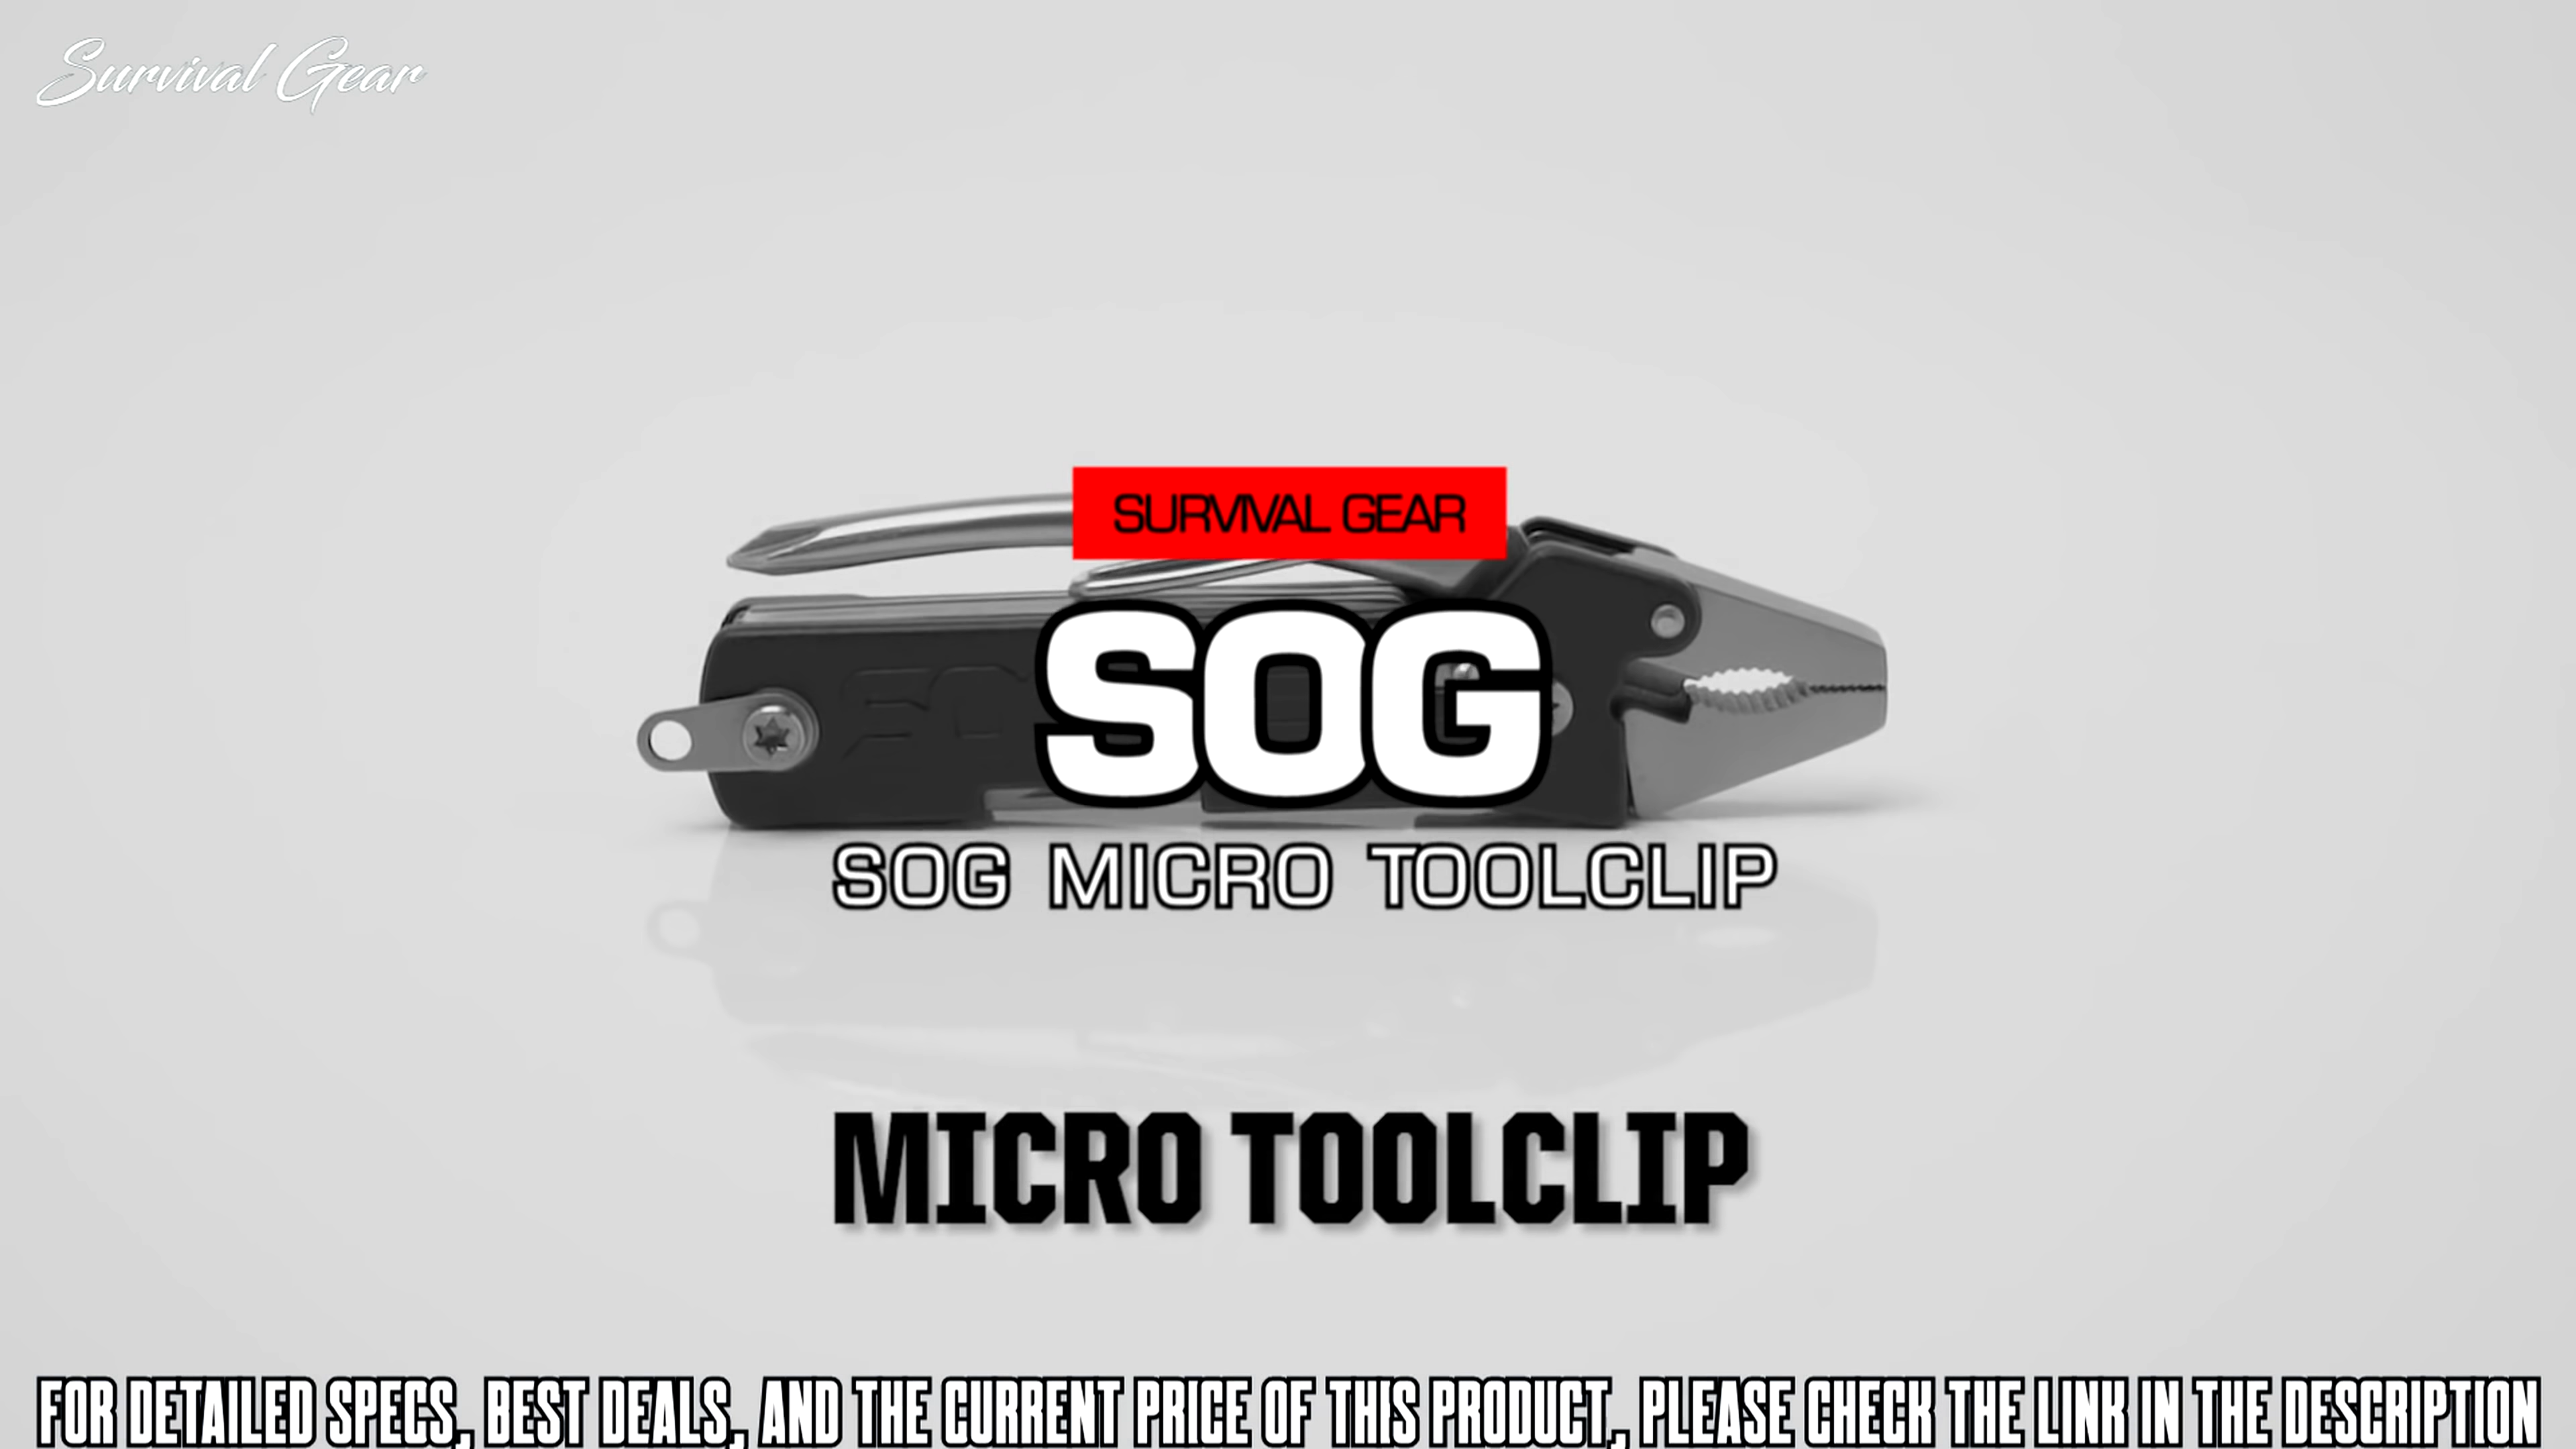 Survival Gear
SURVIVAL GEAR
SOG
SOG MICRO TOOLCLIP
MICRO TOOLCLIP
FOR DETAILED SPECS, BEST DEALS, AND THE CURRENT PRICE OF THIS PRODUCT, PLEASE CHECK THE LINK IN THE DESCRIPTION